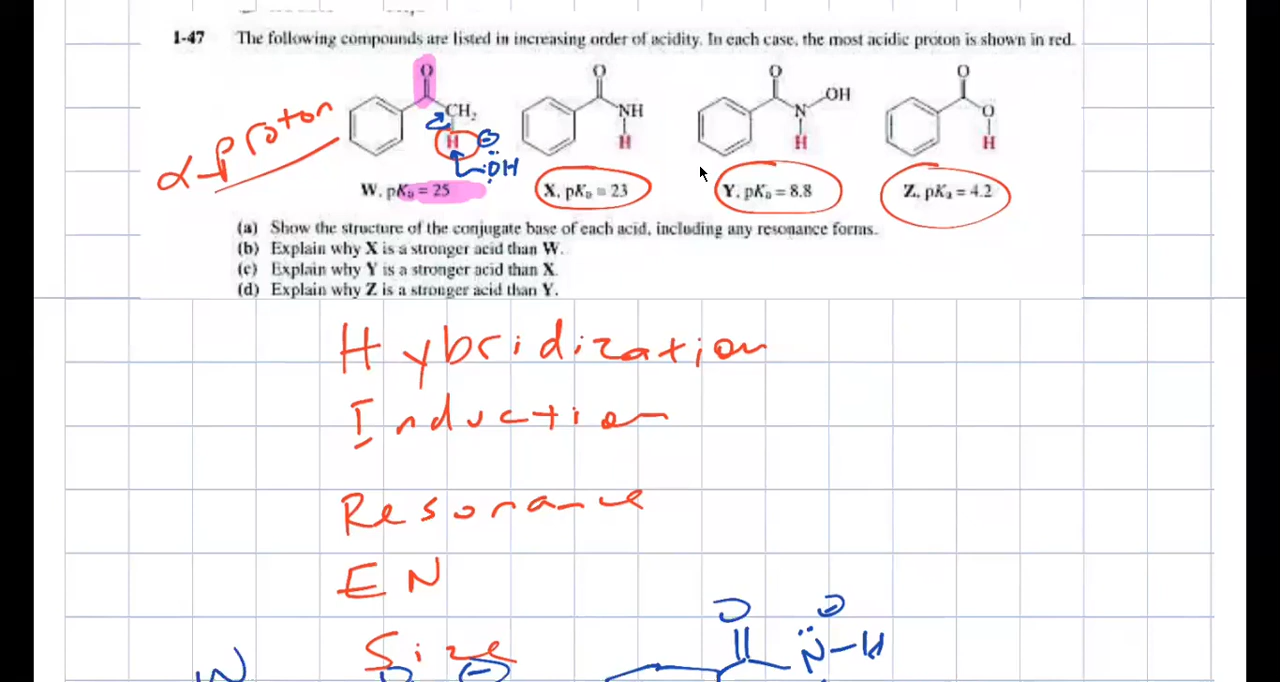 1-47 The following compounds are listed in increasing order of acidity. In each case, the most acidic proton is shown in red.
O O O O
CH₂ NH N OH O
H H H H
α-proton
⊖
:ÖH
W. pKa = 25 X. pKa = 23 Y. pKa = 8.8 Z. pKa = 4.2
(a) Show the structure of the conjugate base of each acid, including any resonance forms.
(b) Explain why X is a stronger acid than W.
(c) Explain why Y is a stronger acid than X.
(d) Explain why Z is a stronger acid than Y.
Hybridization
Induction
Resonance
EN
Size
O ⊖
N-H
W